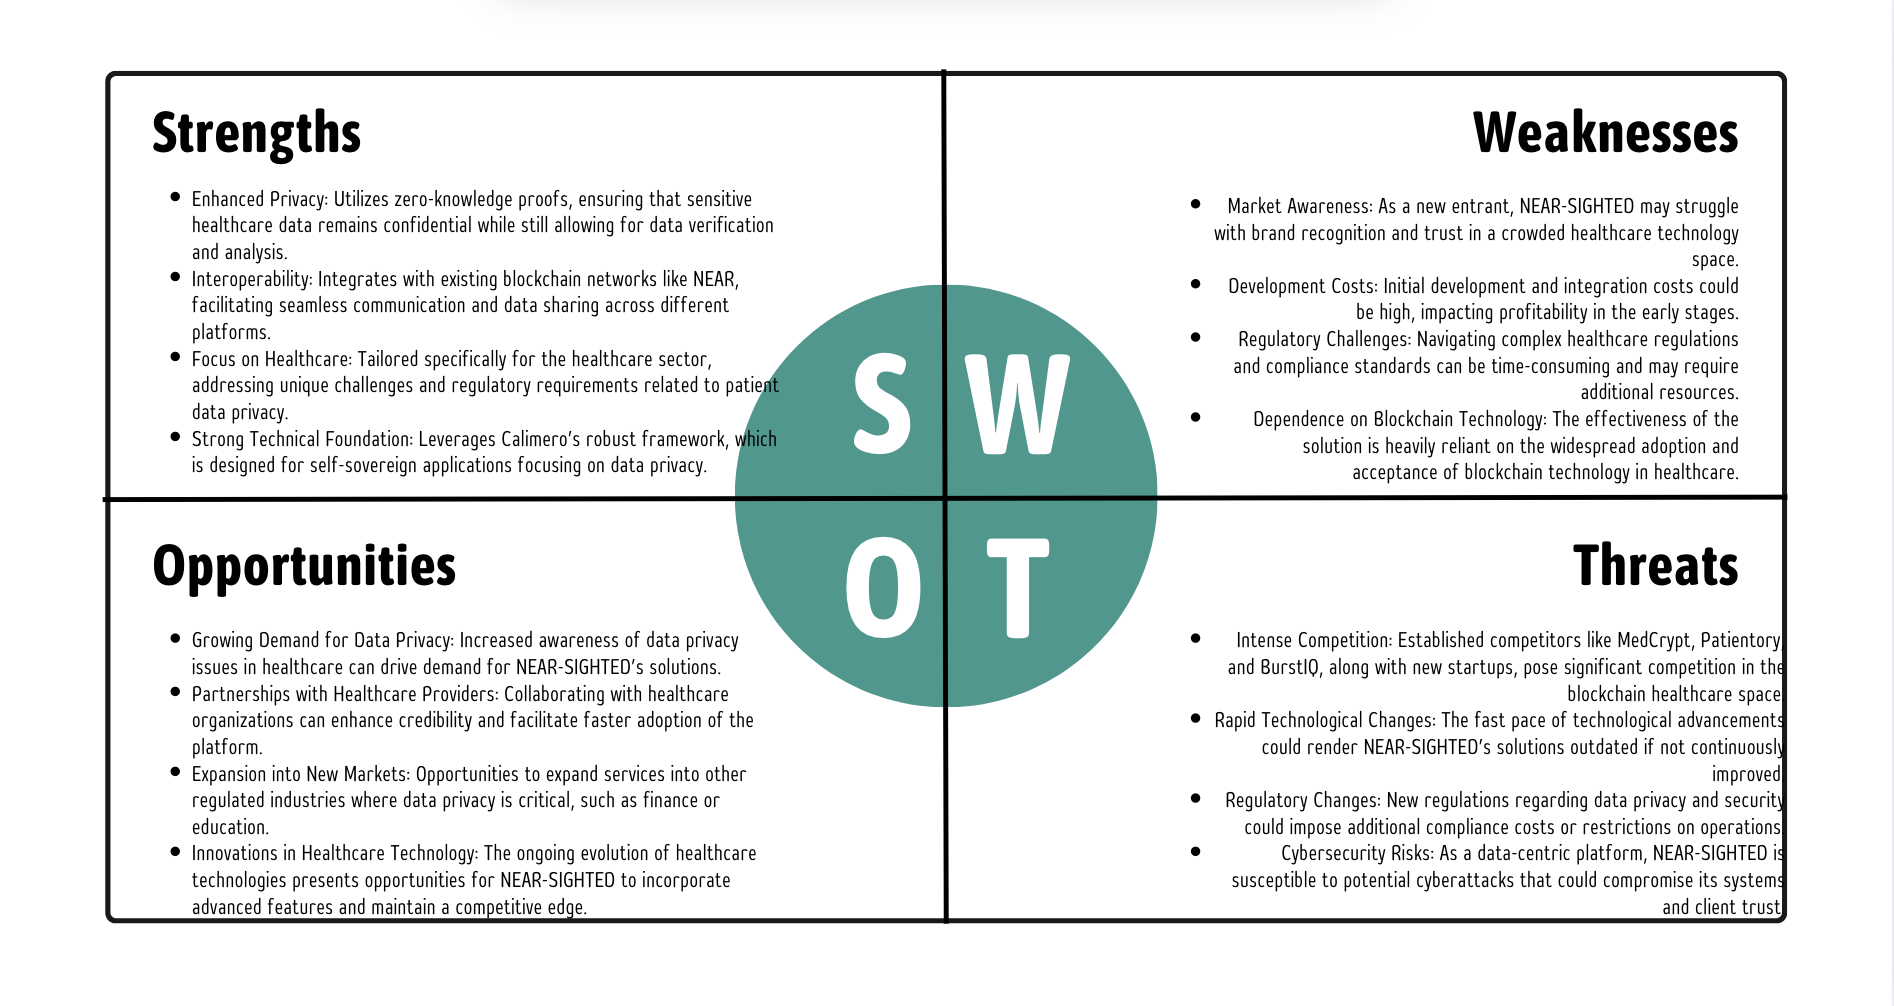 Strengths
• Enhanced Privacy: Utilizes zero-knowledge proofs, ensuring that sensitive
healthcare data remains confidential while still allowing for data verification
and analysis.
• Interoperability: Integrates with existing blockchain networks like NEAR,
facilitating seamless communication and data sharing across different
platforms.
• Focus on Healthcare: Tailored specifically for the healthcare sector,
addressing unique challenges and regulatory requirements related to patient
data privacy.
• Strong Technical Foundation: Leverages Calimero's robust framework, which
is designed for self-sovereign applications focusing on data privacy.
Weaknesses
• Market Awareness: As a new entrant, NEAR-SIGHTED may struggle
with brand recognition and trust in a crowded healthcare technology
space.
• Development Costs: Initial development and integration costs could
be high, impacting profitability in the early stages.
• Regulatory Challenges: Navigating complex healthcare regulations
and compliance standards can be time-consuming and may require
additional resources.
• Dependence on Blockchain Technology: The effectiveness of the
solution is heavily reliant on the widespread adoption and
acceptance of blockchain technology in healthcare.
S W
O T
Opportunities
• Growing Demand for Data Privacy: Increased awareness of data privacy
issues in healthcare can drive demand for NEAR-SIGHTED's solutions.
• Partnerships with Healthcare Providers: Collaborating with healthcare
organizations can enhance credibility and facilitate faster adoption of the
platform.
• Expansion into New Markets: Opportunities to expand services into other
regulated industries where data privacy is critical, such as finance or
education.
• Innovations in Healthcare Technology: The ongoing evolution of healthcare
technologies presents opportunities for NEAR-SIGHTED to incorporate
advanced features and maintain a competitive edge.
Threats
• Intense Competition: Established competitors like MedCrypt, Patientory,
and BurstIQ, along with new startups, pose significant competition in the
blockchain healthcare space.
• Rapid Technological Changes: The fast pace of technological advancements
could render NEAR-SIGHTED's solutions outdated if not continuously
improved.
• Regulatory Changes: New regulations regarding data privacy and security
could impose additional compliance costs or restrictions on operations.
• Cybersecurity Risks: As a data-centric platform, NEAR-SIGHTED is
susceptible to potential cyberattacks that could compromise its systems
and client trust.